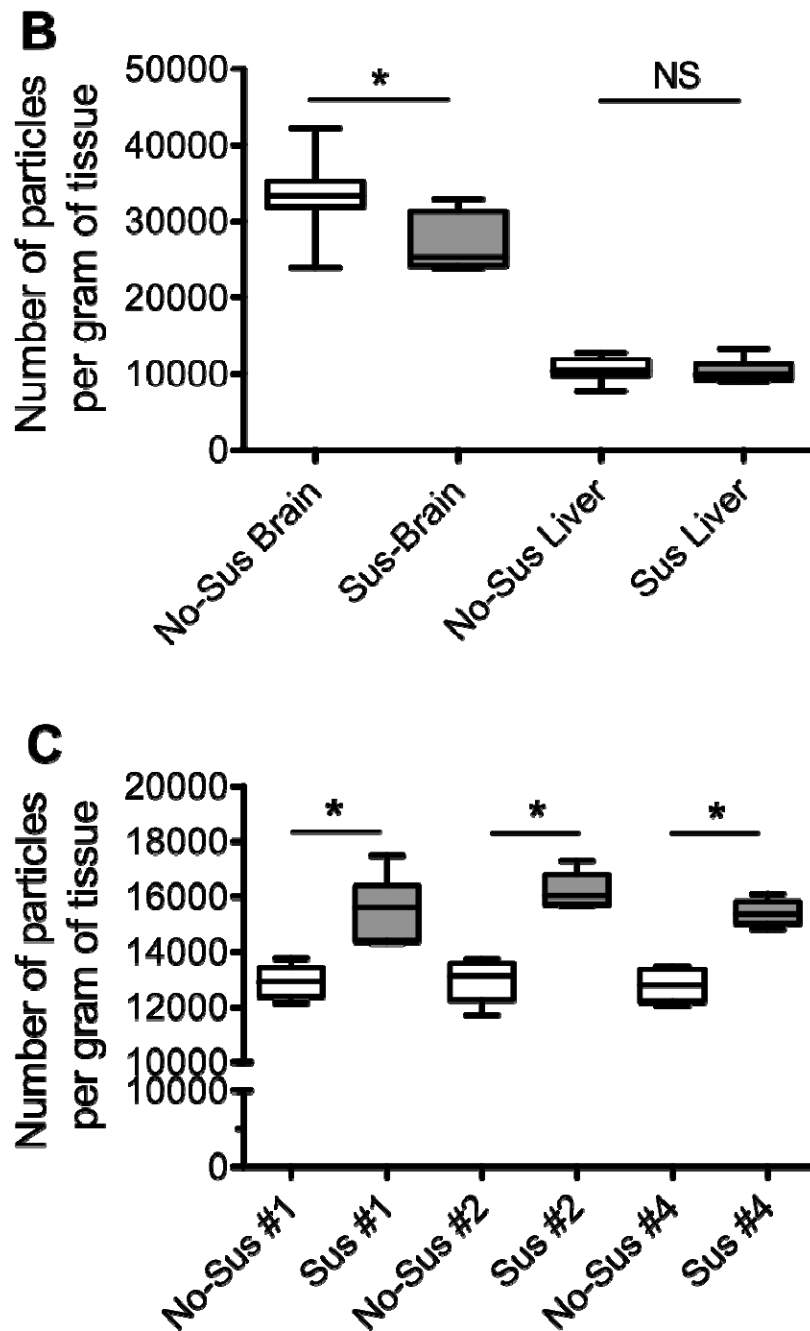 B
Number of particles
per gram of tissue
50000
40000
30000
20000
10000
0
*
NS
No-Sus Brain
Sus-Brain
No-Sus Liver
Sus Liver
C
Number of particles
per gram of tissue
20000
18000
16000
14000
12000
10000
10000
0
*
*
*
No-Sus #1
Sus #1
No-Sus #2
Sus #2
No-Sus #4
Sus #4